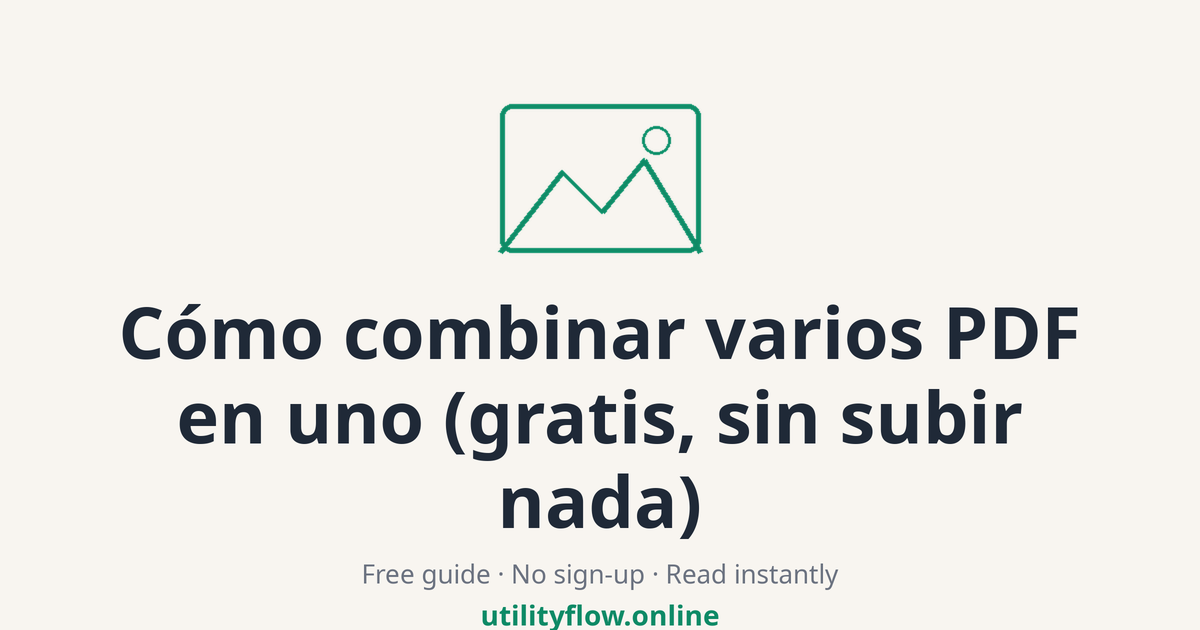 Cómo combinar varios PDF
en uno (gratis, sin subir
nada)
Free guide · No sign-up · Read instantly
utilityflow.online